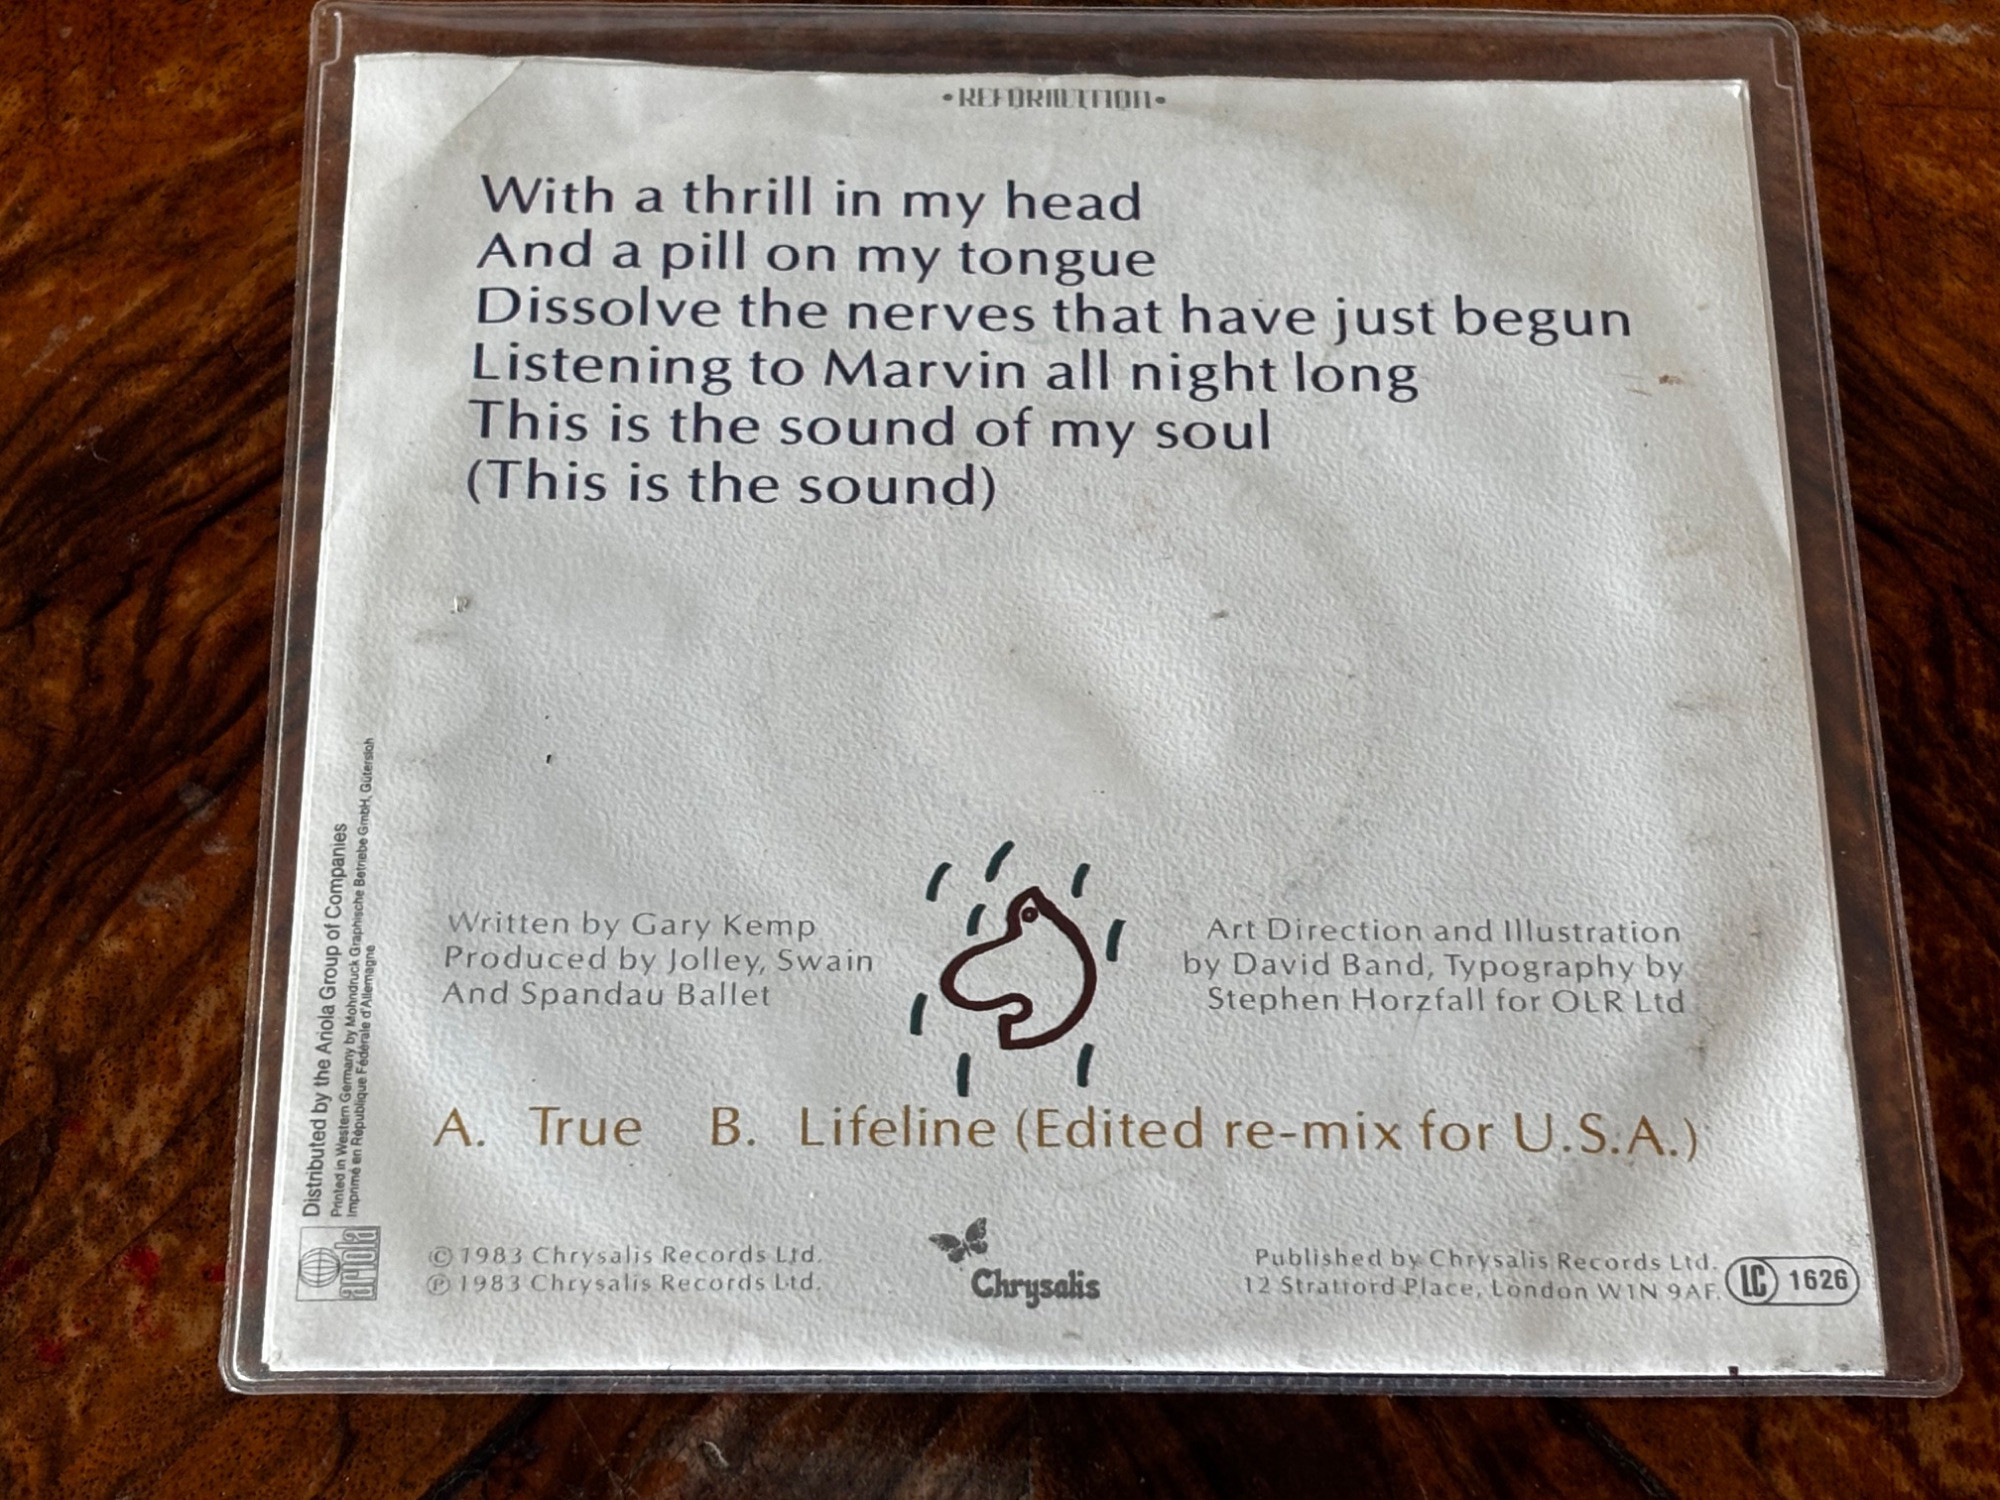 •REFORMATION•
With a thrill in my head
And a pill on my tongue
Dissolve the nerves that have just begun
Listening to Marvin all night long
This is the sound of my soul
(This is the sound)
Written by Gary Kemp
Produced by Jolley, Swain
And Spandau Ballet
Art Direction and Illustration
by David Band, Typography by
Stephen Horzfall for OLR Ltd
A. True B. Lifeline (Edited re-mix for U.S.A.)
© 1983 Chrysalis Records Ltd.
℗ 1983 Chrysalis Records Ltd.
Chrysalis
Published by Chrysalis Records Ltd.
12 Stratford Place, London W1N 9AF.
LC 1626
Distributed by the Ariola Group of Companies
Printed in Western Germany by Mohndruck Graphische Betriebe GmbH, Gütersloh
Imprimé en République Fédérale d'Allemagne
ariola